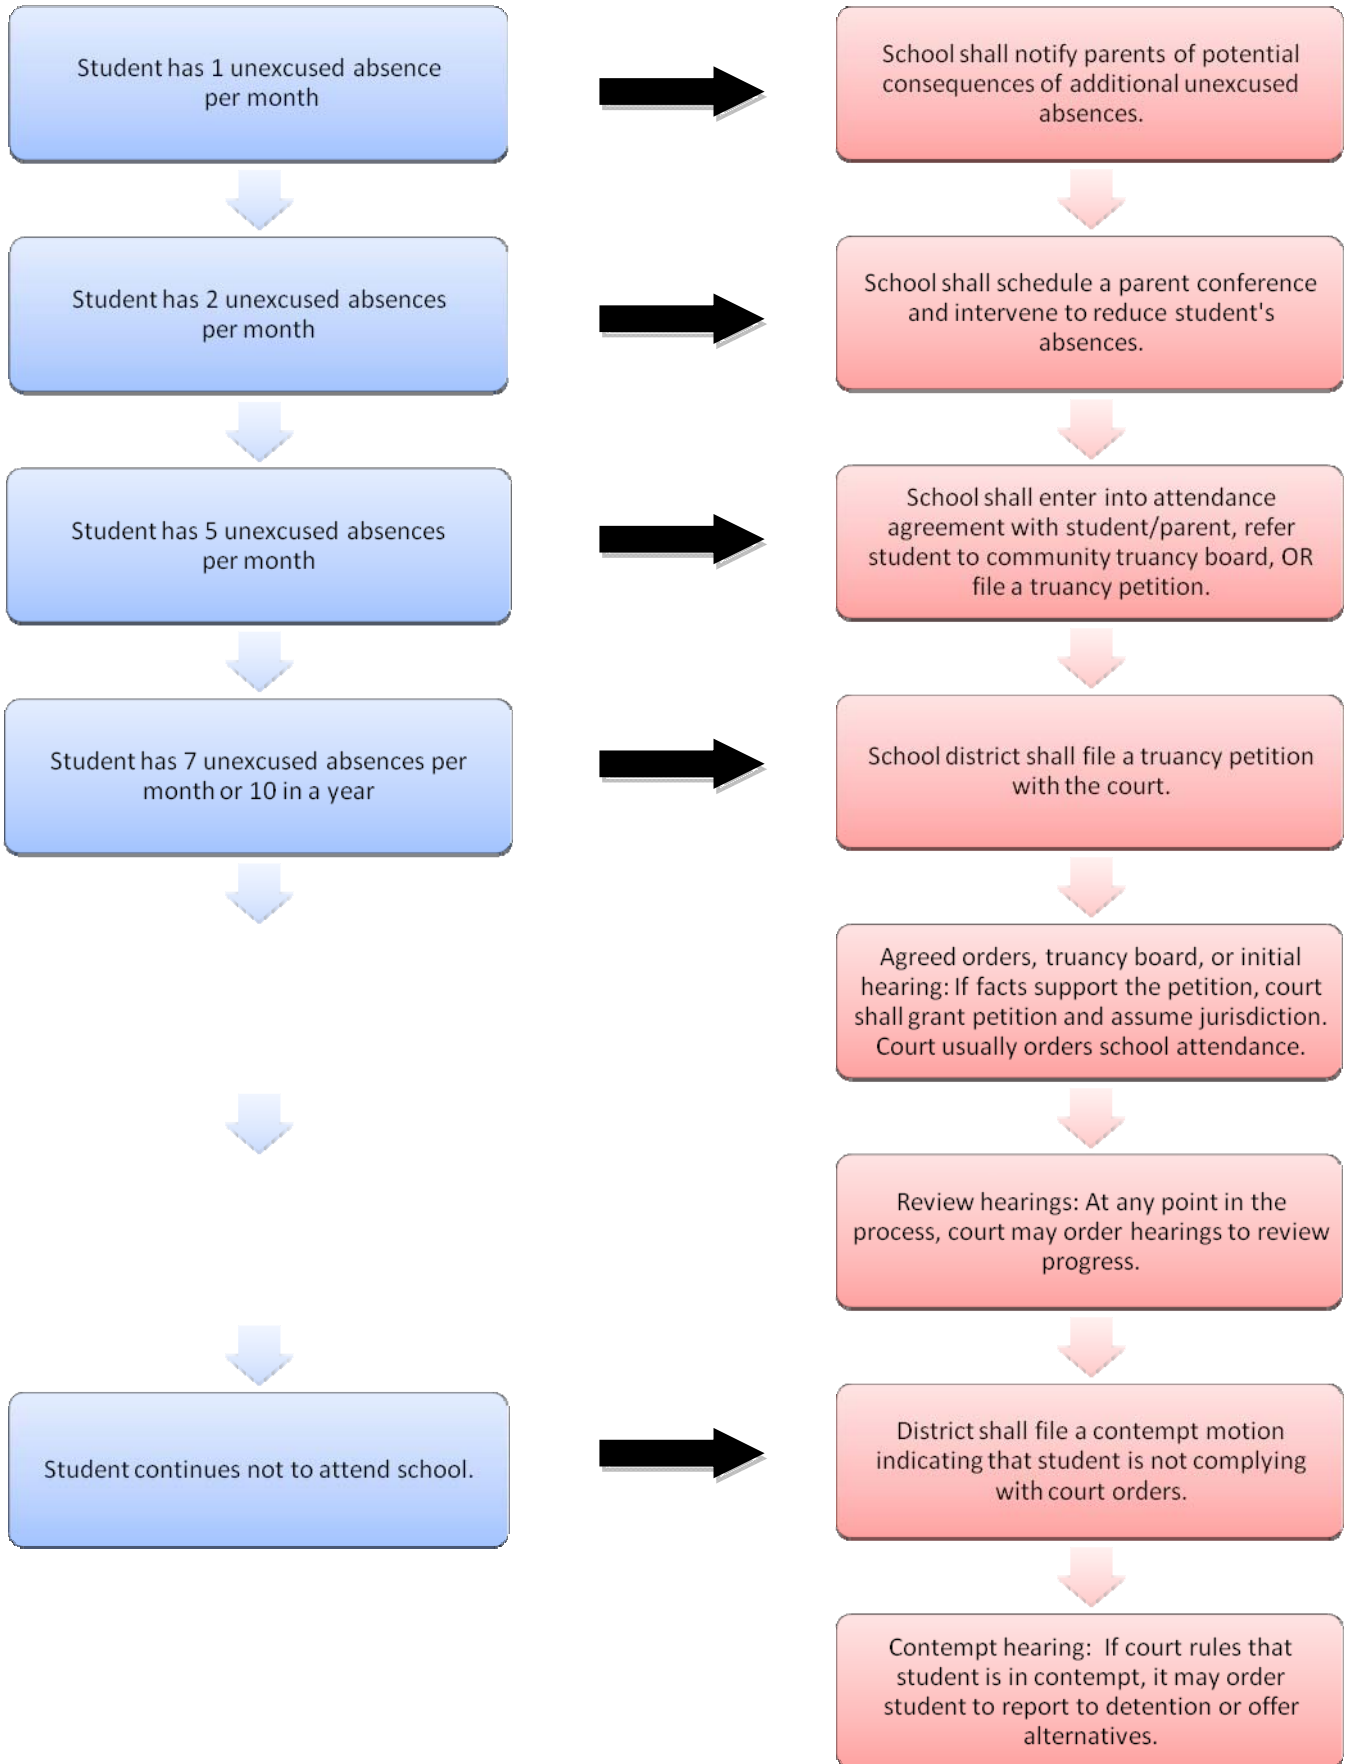 Student has 1 unexcused absence
per month
School shall notify parents of potential
consequences of additional unexcused
absences.
Student has 2 unexcused absences
per month
School shall schedule a parent conference
and intervene to reduce student's
absences.
Student has 5 unexcused absences
per month
School shall enter into attendance
agreement with student/parent, refer
student to community truancy board, OR
file a truancy petition.
Student has 7 unexcused absences per
month or 10 in a year
School district shall file a truancy petition
with the court.
Agreed orders, truancy board, or initial
hearing: If facts support the petition, court
shall grant petition and assume jurisdiction.
Court usually orders school attendance.
Review hearings: At any point in the
process, court may order hearings to review
progress.
Student continues not to attend school.
District shall file a contempt motion
indicating that student is not complying
with court orders.
Contempt hearing:  If court rules that
student is in contempt, it may order
student to report to detention or offer
alternatives.